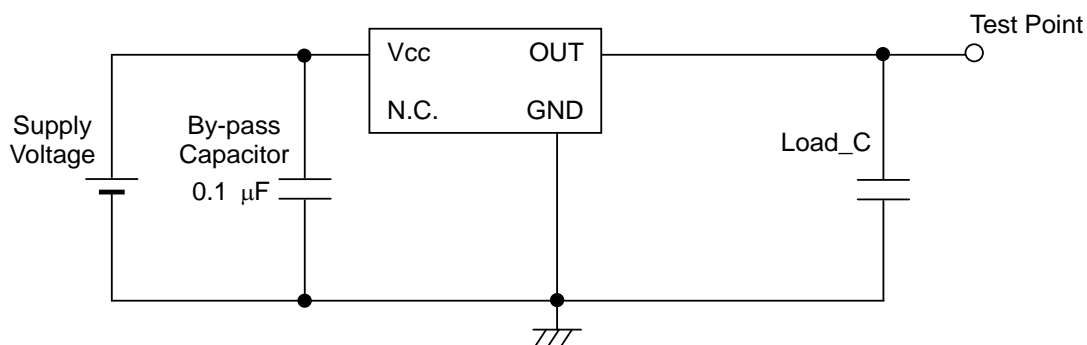 Test Point
Vcc OUT
N.C. GND
Supply
Voltage
By-pass
Capacitor
0.1 μF
Load_C